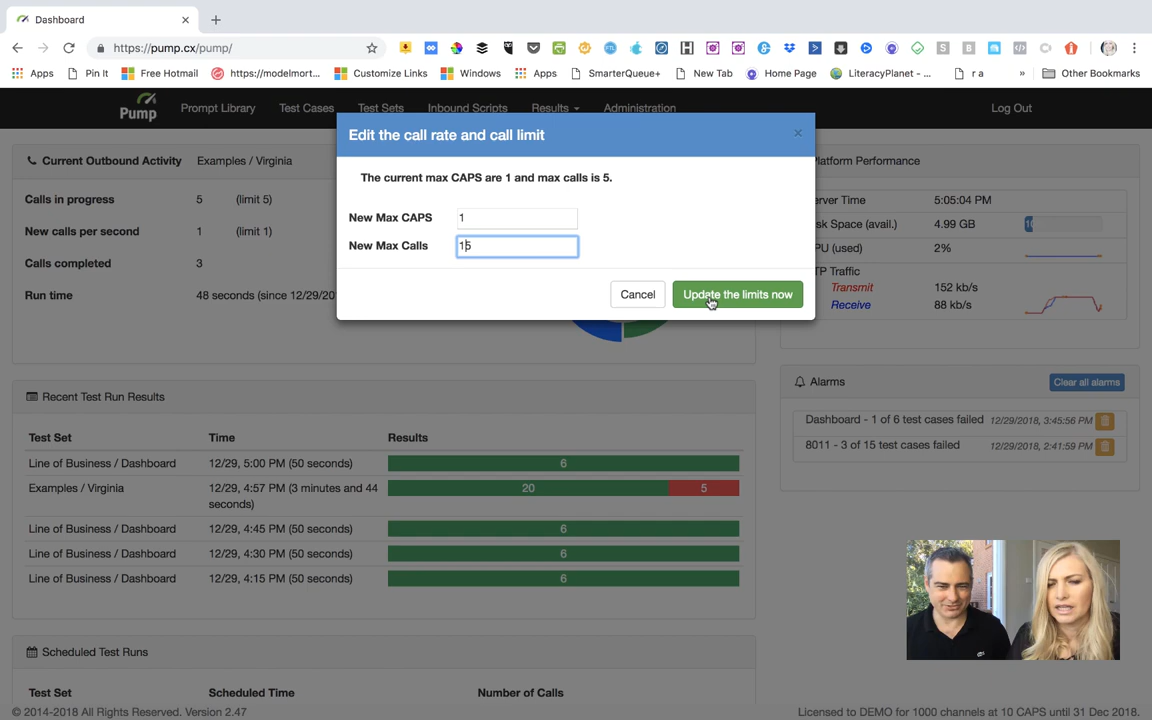 Dashboard
https://pump.cx/pump/
Apps Pin It Free Hotmail https://modelmort... Customize Links Windows Apps SmarterQueue+ New Tab Home Page LiteracyPlanet - ... r a » Other Bookmarks
Pump Prompt Library Test Cases Test Sets Inbound Scripts Results Administration Log Out
Edit the call rate and call limit ×
The current max CAPS are 1 and max calls is 5.
New Max CAPS 1
New Max Calls 15
Cancel Update the limits now
Current Outbound Activity Examples / Virginia
Calls in progress 5 (limit 5)
New calls per second 1 (limit 1)
Calls completed 3
Run time 48 seconds (since 12/29/20
latform Performance
erver Time 5:05:04 PM
sk Space (avail.) 4.99 GB
PU (used) 2%
TP Traffic
Transmit 152 kb/s
Receive 88 kb/s
Recent Test Run Results
Test Set Time Results
Line of Business / Dashboard 12/29, 5:00 PM (50 seconds) 6
Examples / Virginia 12/29, 4:57 PM (3 minutes and 44 20 5
seconds)
Line of Business / Dashboard 12/29, 4:45 PM (50 seconds) 6
Line of Business / Dashboard 12/29, 4:30 PM (50 seconds) 6
Line of Business / Dashboard 12/29, 4:15 PM (50 seconds) 6
Alarms Clear all alarms
Dashboard - 1 of 6 test cases failed 12/29/2018, 3:45:56 PM
8011 - 3 of 15 test cases failed 12/29/2018, 2:41:59 PM
Scheduled Test Runs
Test Set Scheduled Time Number of Calls
© 2014-2018 All Rights Reserved. Version 2.47
Licensed to DEMO for 1000 channels at 10 CAPS until 31 Dec 2018.